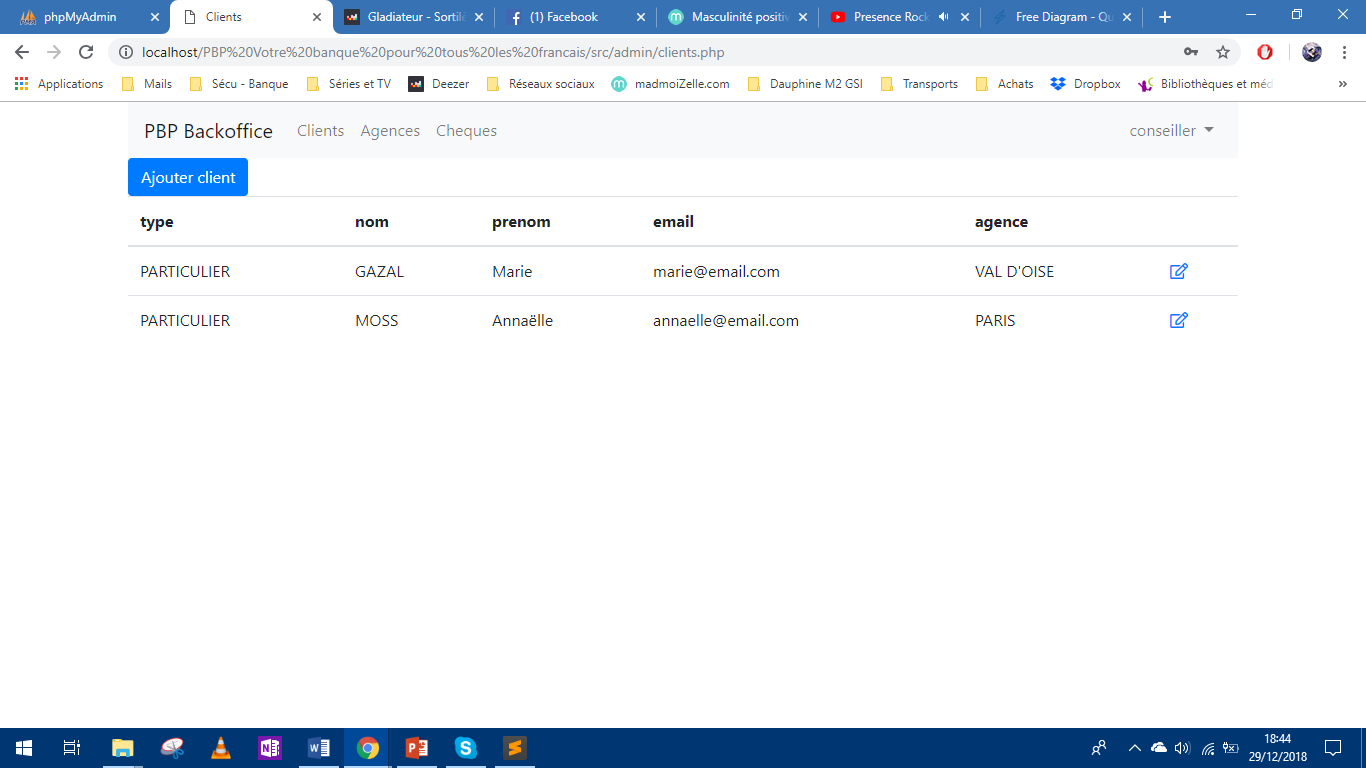 phpMyAdmin Clients Gladiateur - Sortilè (1) Facebook Masculinité positiv Presence Rock Free Diagram - Qu
localhost/PBP%20Votre%20banque%20pour%20tous%20les%20francais/src/admin/clients.php
Applications Mails Sécu - Banque Séries et TV Deezer Réseaux sociaux madmoiZelle.com Dauphine M2 GSI Transports Achats Dropbox Bibliothèques et méd »
PBP Backoffice Clients Agences Cheques conseiller
Ajouter client
type nom prenom email agence
PARTICULIER GAZAL Marie marie@email.com VAL D'OISE
PARTICULIER MOSS Annaëlle annaelle@email.com PARIS
18:44
29/12/2018